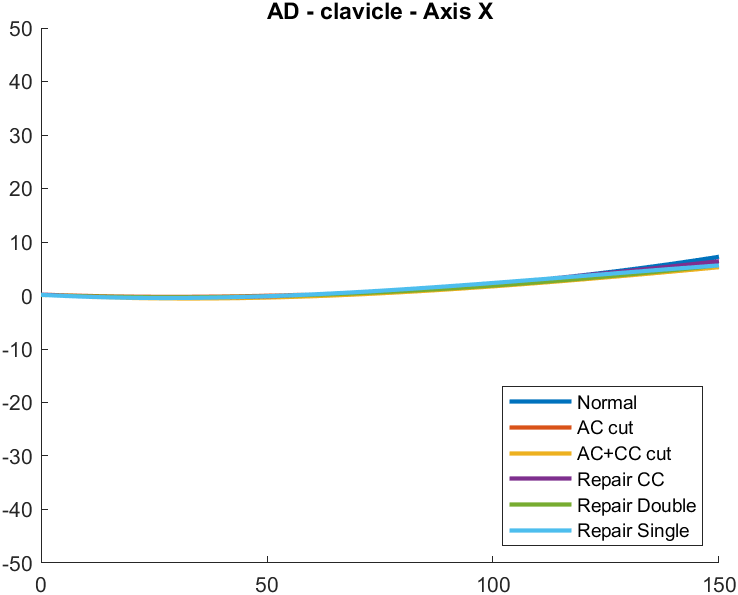 AD - clavicle - Axis X
50
40
30
20
10
0
-10
-20
-30
-40
-50
0
50
100
150
Normal
AC cut
AC+CC cut
Repair CC
Repair Double
Repair Single